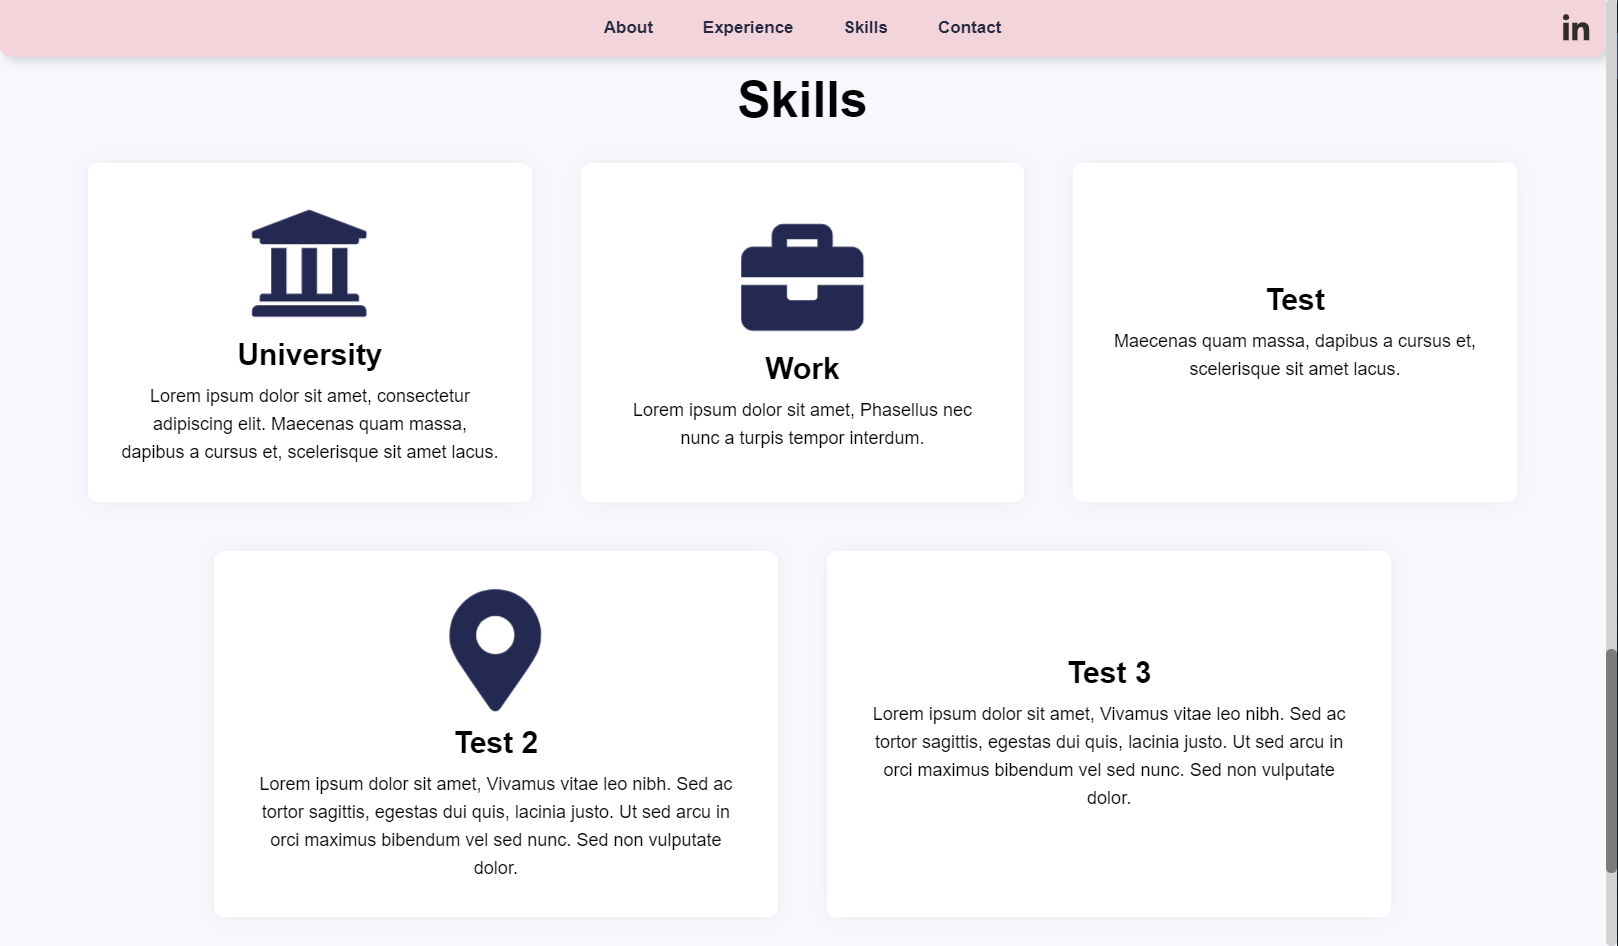 About
Experience
Skills
Contact
in
Skills
University
Lorem ipsum dolor sit amet, consectetur
adipiscing elit. Maecenas quam massa,
dapibus a cursus et, scelerisque sit amet lacus.
Work
Lorem ipsum dolor sit amet, Phasellus nec
nunc a turpis tempor interdum.
Test
Maecenas quam massa, dapibus a cursus et,
scelerisque sit amet lacus.
Test 2
Lorem ipsum dolor sit amet, Vivamus vitae leo nibh. Sed ac
tortor sagittis, egestas dui quis, lacinia justo. Ut sed arcu in
orci maximus bibendum vel sed nunc. Sed non vulputate
dolor.
Test 3
Lorem ipsum dolor sit amet, Vivamus vitae leo nibh. Sed ac
tortor sagittis, egestas dui quis, lacinia justo. Ut sed arcu in
orci maximus bibendum vel sed nunc. Sed non vulputate
dolor.